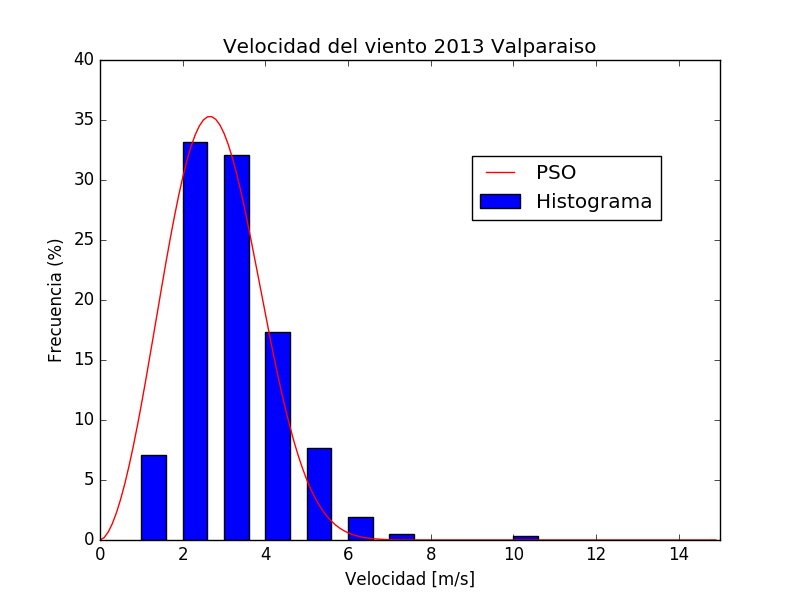 Velocidad del viento 2013 Valparaiso
40
35
30
25
20
15
10
5
0
Frecuencia (%)
PSO
Histograma
0 2 4 6 8 10 12 14
Velocidad [m/s]